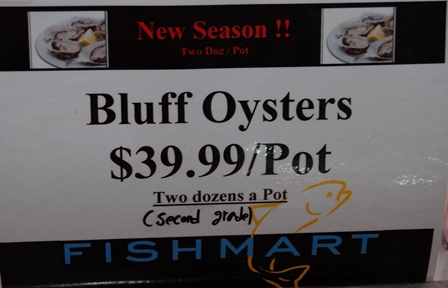 New Season !!
Two Doz / Pot
Bluff Oysters
$39.99/Pot
Two dozens a Pot
(second grade)
FISHMART